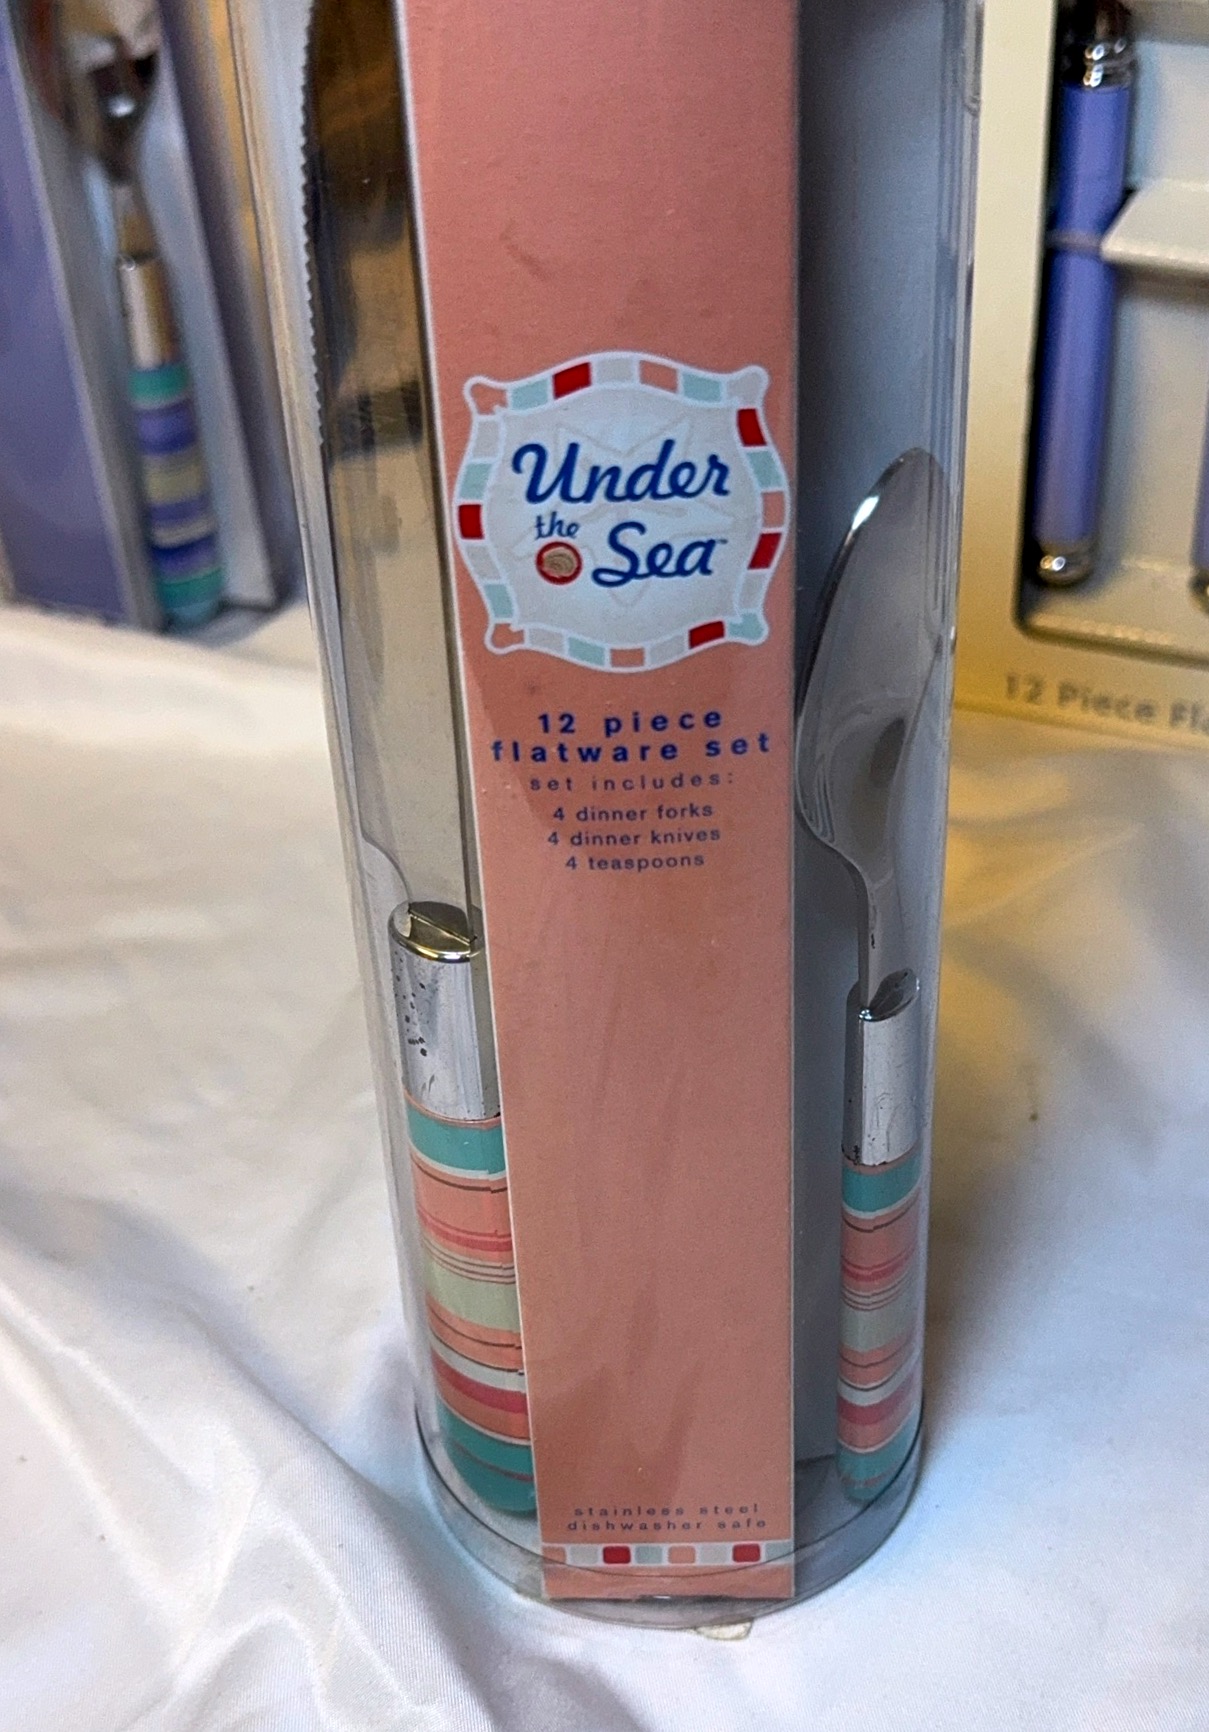 Under
the
Sea™
12 piece
flatware set
set includes:
4 dinner forks
4 dinner knives
4 teaspoons
stainless steel
dishwasher safe
12 Piece